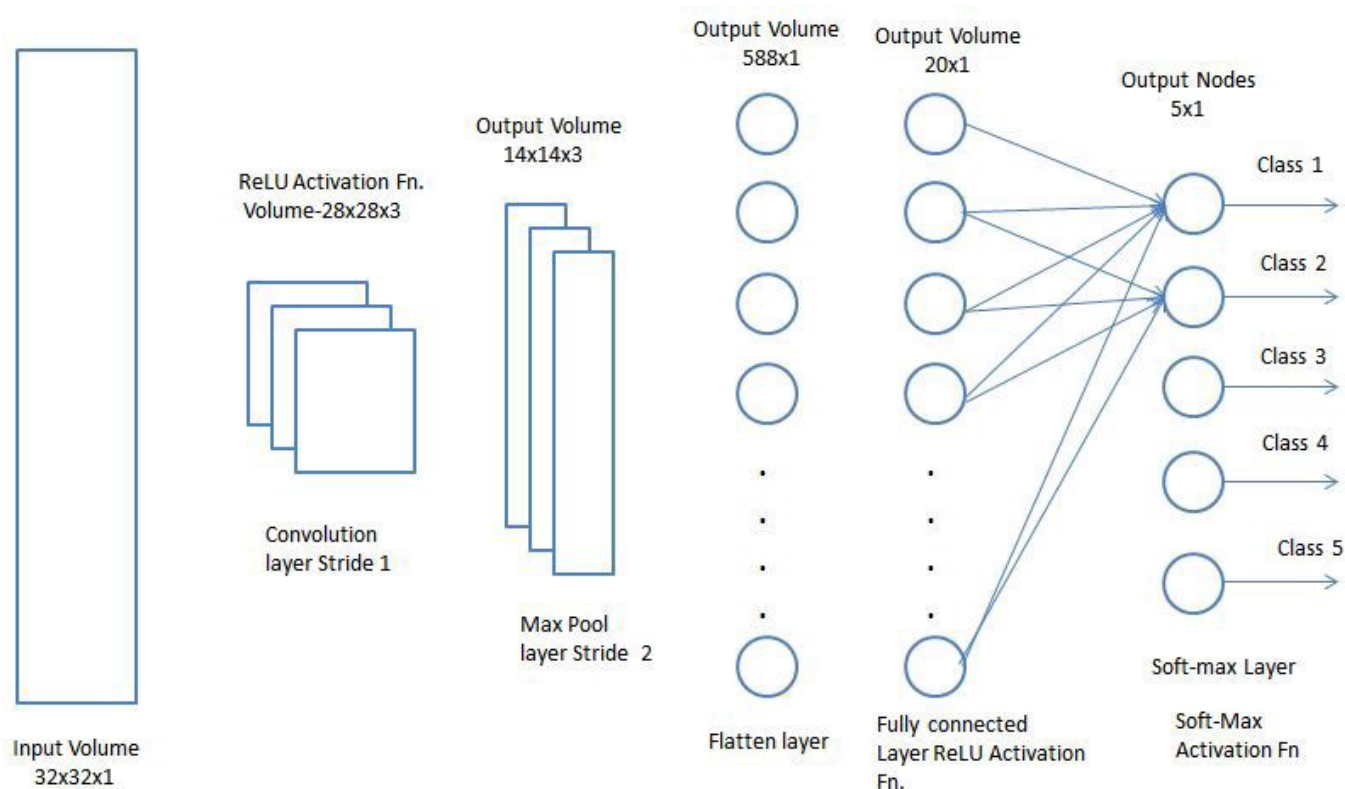 Input Volume
32x32x1
ReLU Activation Fn.
Volume-28x28x3
Convolution
layer Stride 1
Output Volume
14x14x3
Max Pool
layer Stride 2
Output Volume
588x1
Flatten layer
Output Volume
20x1
Fully connected
Layer ReLU Activation
Fn.
Output Nodes
5x1
Class 1
Class 2
Class 3
Class 4
Class 5
Soft-max Layer
Soft-Max
Activation Fn